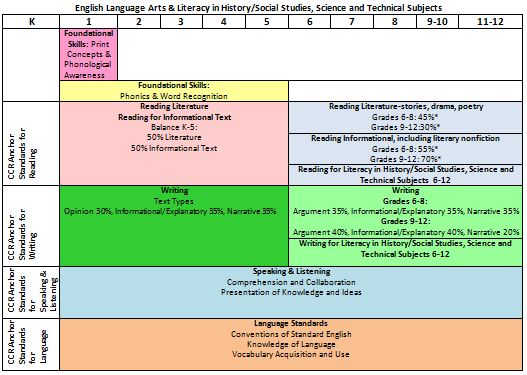 English Language Arts & Literacy in History/Social Studies, Science and Technical Subjects
K 1 2 3 4 5 6 7 8 9-10 11-12
Foundational
Skills: Print
Concepts &
Phonological
Awareness
Foundational Skills:
Phonics & Word Recognition
CCR Anchor
Standards for
Reading
Reading Literature
Reading for Informational Text
Balance K-5:
50% Literature
50% Informational Text
Reading Literature-stories, drama, poetry
Grades 6-8: 45%*
Grades 9-12:30%*
Reading Informational, including literary nonfiction
Grades 6-8: 55%*
Grades 9-12: 70%*
Reading for Literacy in History/Social Studies, Science and
Technical Subjects 6-12
CCR Anchor
Standards for
Writing
Writing
Text Types
Opinion 30%, Informational/Explanatory 35%, Narrative 35%
Writing
Grades 6-8:
Argument 35%, Informational/Explanatory 35%, Narrative 35%
Grades 9-12:
Argument 40%, Informational/Explanatory 40%, Narrative 20%
Writing for Literacy in History/Social Studies, Science and
Technical Subjects 6-12
CCR Anchor
Standards
for
Speaking &
Listening
Speaking & Listening
Comprehension and Collaboration
Presentation of Knowledge and Ideas
CCR Anchor
Standards
for
Language
Language Standards
Conventions of Standard English
Knowledge of Language
Vocabulary Acquisition and Use